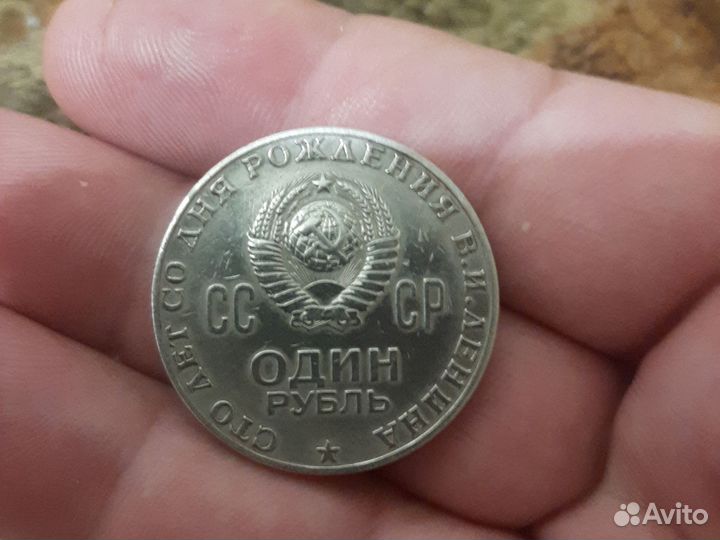 СТО ЛЕТ СО ДНЯ РОЖДЕНИЯ В.И.ЛЕНИНА
СС СР
ОДИН
РУБЛЬ
Avito